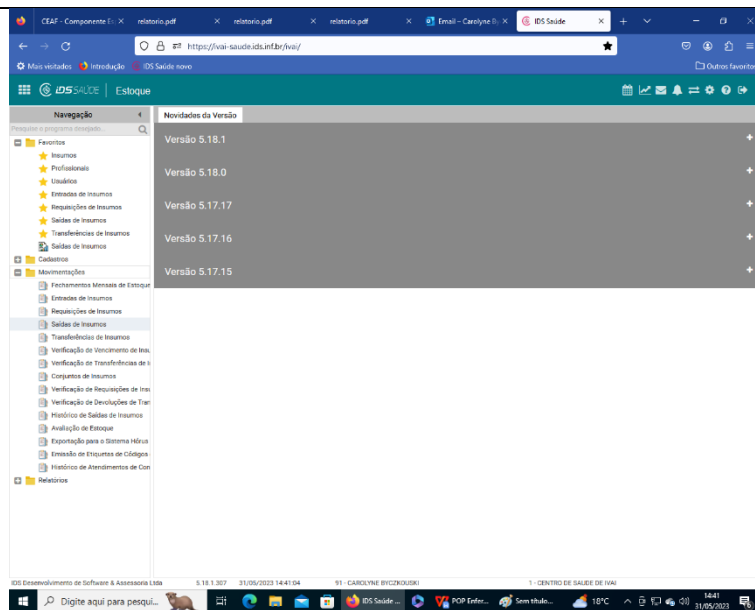 CEAF - Componente Es
relatorio.pdf
relatorio.pdf
relatorio.pdf
Email – Carolyne By
IDS Saúde
https://ivai-saude.ids.inf.br/ivai/
Mais visitados
Introdução
IDS Saúde novo
Outros favoritos
IDS SAÚDE | Estoque
Navegação
Novidades da Versão
Pesquise o programa desejado...
Favoritos
Insumos
Profissionais
Usuários
Entradas de Insumos
Requisições de Insumos
Saídas de Insumos
Transferências de Insumos
Saídas de Insumos
Cadastros
Movimentações
Fechamentos Mensais de Estoque
Entradas de Insumos
Requisições de Insumos
Saídas de Insumos
Transferências de Insumos
Verificação de Vencimento de Insu
Verificação de Transferências de I
Conjuntos de Insumos
Verificação de Requisições de Insu
Verificação de Devoluções de Tran
Histórico de Saídas de Insumos
Avaliação de Estoque
Exportação para o Sistema Hórus
Emissão de Etiquetas de Códigos
Histórico de Atendimentos de Con
Relatórios
Versão 5.18.1
Versão 5.18.0
Versão 5.17.17
Versão 5.17.16
Versão 5.17.15
IDS Desenvolvimento de Software & Assessoria Ltda
5.18.1.307
31/05/2023 14:41:04
91 - CAROLYNE BYCZKOUSKI
1 - CENTRO DE SAUDE DE IVAI
Digite aqui para pesqui...
IDS Saúde ...
POP Enfer...
Sem título...
18°C
14:41
31/05/2023